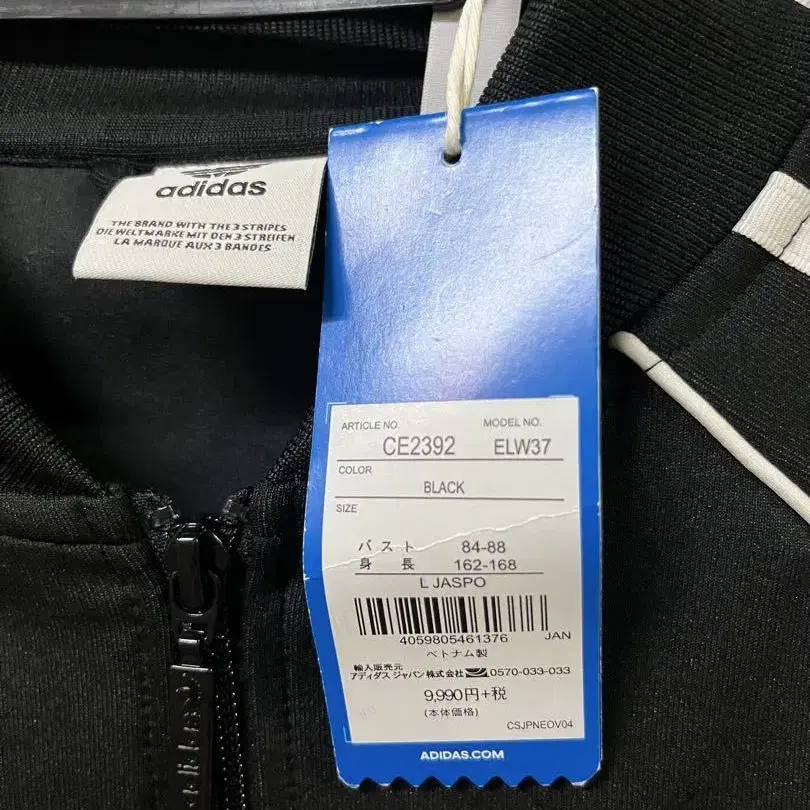 adidas
THE BRAND WITH THE 3 STRIPES
DIE WELTMARKE MIT DEN 3 STREIFEN
LA MARQUE AUX 3 BANDES
ARTICLE NO. MODEL NO.
CE2392 ELW37
COLOR
BLACK
SIZE
バスト 84-88
身長 162-168
L JASPO
4059805461376 JAN
ベトナム製
輸入販売元
アディダス ジャパン株式会社 0570-033-033
9,990円+税
(本体価格)
CSJPNEOV04
ADIDAS.COM
adidas